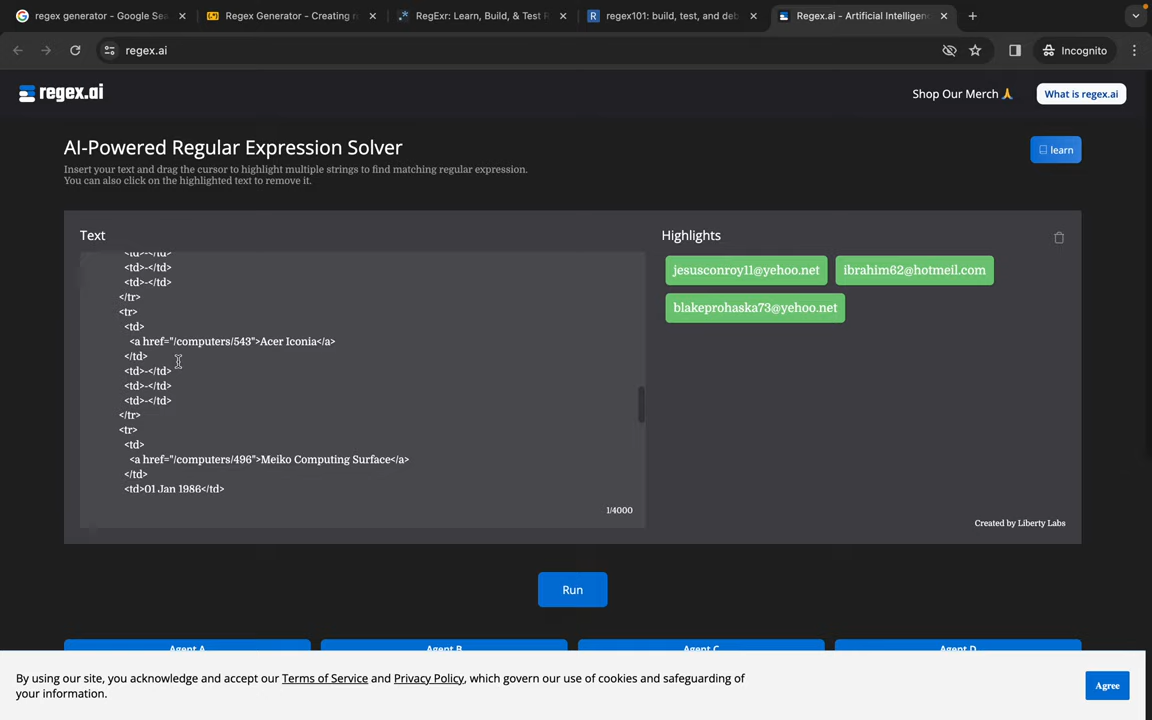 regex generator - Google Sea
Regex Generator - Creating r
RegExr: Learn, Build, & Test R
regex101: build, test, and deb
Regex.ai - Artificial Intelligenc
regex.ai
Incognito
regex.ai
Shop Our Merch 🙏
What is regex.ai
AI-Powered Regular Expression Solver
learn
Insert your text and drag the cursor to highlight multiple strings to find matching regular expression.
You can also click on the highlighted text to remove it.
Text
Highlights
<td>-</td>
<td>-</td>
<td>-</td>
</tr>
<tr>
<td>
<a href="/computers/543">Acer Iconia</a>
</td>
<td>-</td>
<td>-</td>
<td>-</td>
</tr>
<tr>
<td>
<a href="/computers/496">Meiko Computing Surface</a>
</td>
<td>01 Jan 1986</td>
1/4000
jesusconroy11@yehoo.net
ibrahim62@hotmeil.com
blakeprohaska73@yehoo.net
Created by Liberty Labs
Run
Agent A
Agent B
Agent C
Agent D
By using our site, you acknowledge and accept our Terms of Service and Privacy Policy, which govern our use of cookies and safeguarding of
your information.
Agree